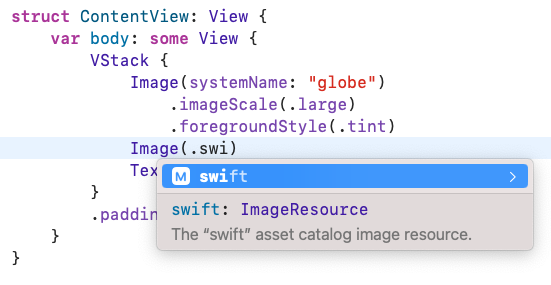 struct ContentView: View {
    var body: some View {
        VStack {
            Image(systemName: "globe")
                .imageScale(.large)
                .foregroundStyle(.tint)
            Image(.swi)
            Tex
M swift
        }
        .paddin
swift: ImageResource
The “swift” asset catalog image resource.
    }
}